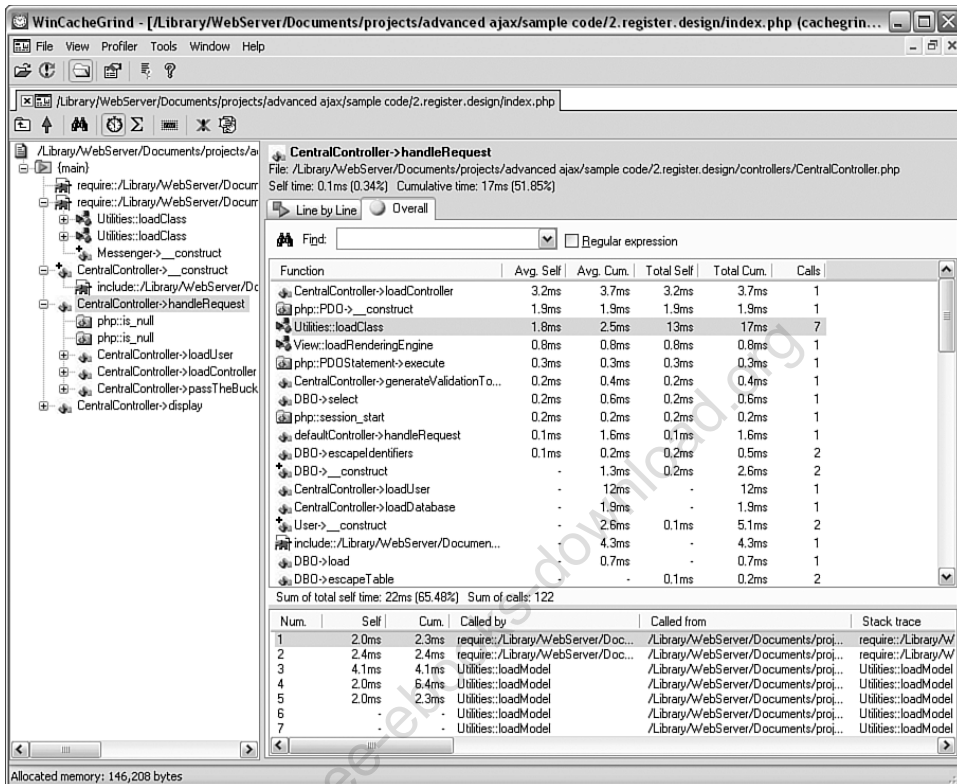 WinCacheGrind - [/Library/WebServer/Documents/projects/advanced ajax/sample code/2.register.design/index.php (cachegrin...
File View Profiler Tools Window Help
/Library/WebServer/Documents/projects/advanced ajax/sample code/2.register.design/index.php
/Library/WebServer/Documents/projects/a
{main}
require::/Library/WebServer/Docum
require::/Library/WebServer/Docum
Utilities::loadClass
Utilities::loadClass
Messenger->__construct
CentralController->__construct
include::/Library/WebServer/Dc
CentralController->handleRequest
php::is_null
php::is_null
CentralController->loadUser
CentralController->loadController
CentralController->passTheBuck
CentralController->display
CentralController->handleRequest
File: /Library/WebServer/Documents/projects/advanced ajax/sample code/2.register.design/controllers/CentralController.php
Self time: 0.1ms (0.34%) Cumulative time: 17ms (51.85%)
Line by Line Overall
Find: Regular expression
Function Avg. Self Avg. Cum. Total Self Total Cum. Calls
CentralController->loadController 3.2ms 3.7ms 3.2ms 3.7ms 1
php::PDO->__construct 1.9ms 1.9ms 1.9ms 1.9ms 1
Utilities::loadClass 1.8ms 2.5ms 13ms 17ms 7
View::loadRenderingEngine 0.8ms 0.8ms 0.8ms 0.8ms 1
php::PDOStatement->execute 0.3ms 0.3ms 0.3ms 0.3ms 1
CentralController->generateValidationTo... 0.2ms 0.4ms 0.2ms 0.4ms 1
DBO->select 0.2ms 0.6ms 0.2ms 0.6ms 1
php::session_start 0.2ms 0.2ms 0.2ms 0.2ms 1
defaultController->handleRequest 0.1ms 1.6ms 0.1ms 1.6ms 1
DBO->escapeIdentifiers 0.1ms 0.2ms 0.2ms 0.5ms 2
DBO->__construct - 1.3ms 0.2ms 2.6ms 2
CentralController->loadUser - 12ms - 12ms 1
CentralController->loadDatabase - 1.9ms - 1.9ms 1
User->__construct - 2.6ms 0.1ms 5.1ms 2
include::/Library/WebServer/Documen... - 4.3ms - 4.3ms 1
DBO->load - 0.7ms - 0.7ms 1
DBO->escapeTable - - 0.1ms 0.2ms 2
Sum of total self time: 22ms (65.48%) Sum of calls: 122
Num. Self Cum. Called by Called from Stack trace
1 2.0ms 2.3ms require::/Library/WebServer/Doc... /Library/WebServer/Documents/proj... require::/Library/W
2 2.4ms 2.4ms require::/Library/WebServer/Doc... /Library/WebServer/Documents/proj... require::/Library/W
3 4.1ms 4.1ms Utilities::loadModel /Library/WebServer/Documents/proj... Utilities::loadModel
4 2.0ms 6.4ms Utilities::loadModel /Library/WebServer/Documents/proj... Utilities::loadModel
5 2.0ms 2.3ms Utilities::loadModel /Library/WebServer/Documents/proj... Utilities::loadModel
6 - - Utilities::loadModel /Library/WebServer/Documents/proj... Utilities::loadModel
7 - - Utilities::loadModel /Library/WebServer/Documents/proj... Utilities::loadModel
Allocated memory: 146,208 bytes